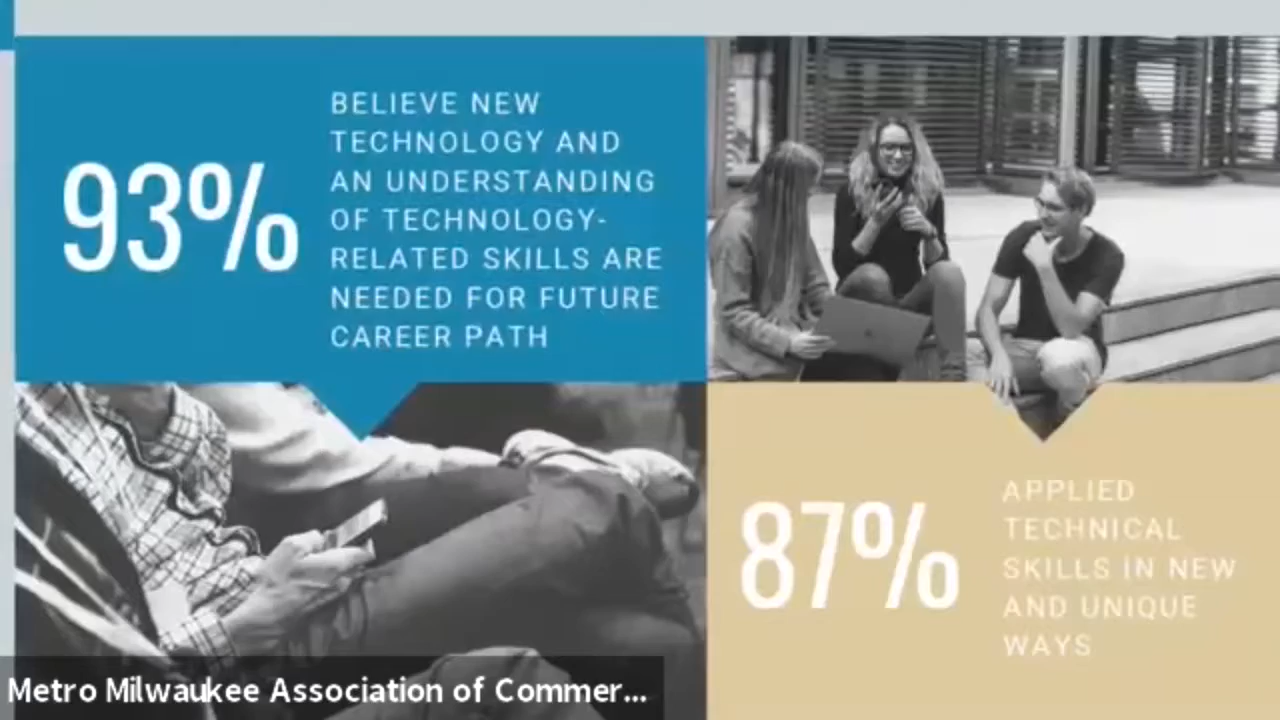 93%
BELIEVE NEW
TECHNOLOGY AND
AN UNDERSTANDING
OF TECHNOLOGY-
RELATED SKILLS ARE
NEEDED FOR FUTURE
CAREER PATH
87%
APPLIED
TECHNICAL
SKILLS IN NEW
AND UNIQUE
WAYS
Metro Milwaukee Association of Commer...